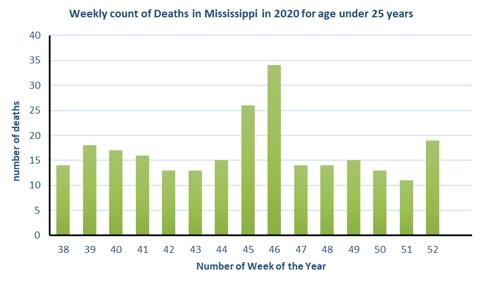 Weekly count of Deaths in Mississippi in 2020 for age under 25 years
number of deaths
40
35
30
25
20
15
10
5
0
38 39 40 41 42 43 44 45 46 47 48 49 50 51 52
Number of Week of the Year